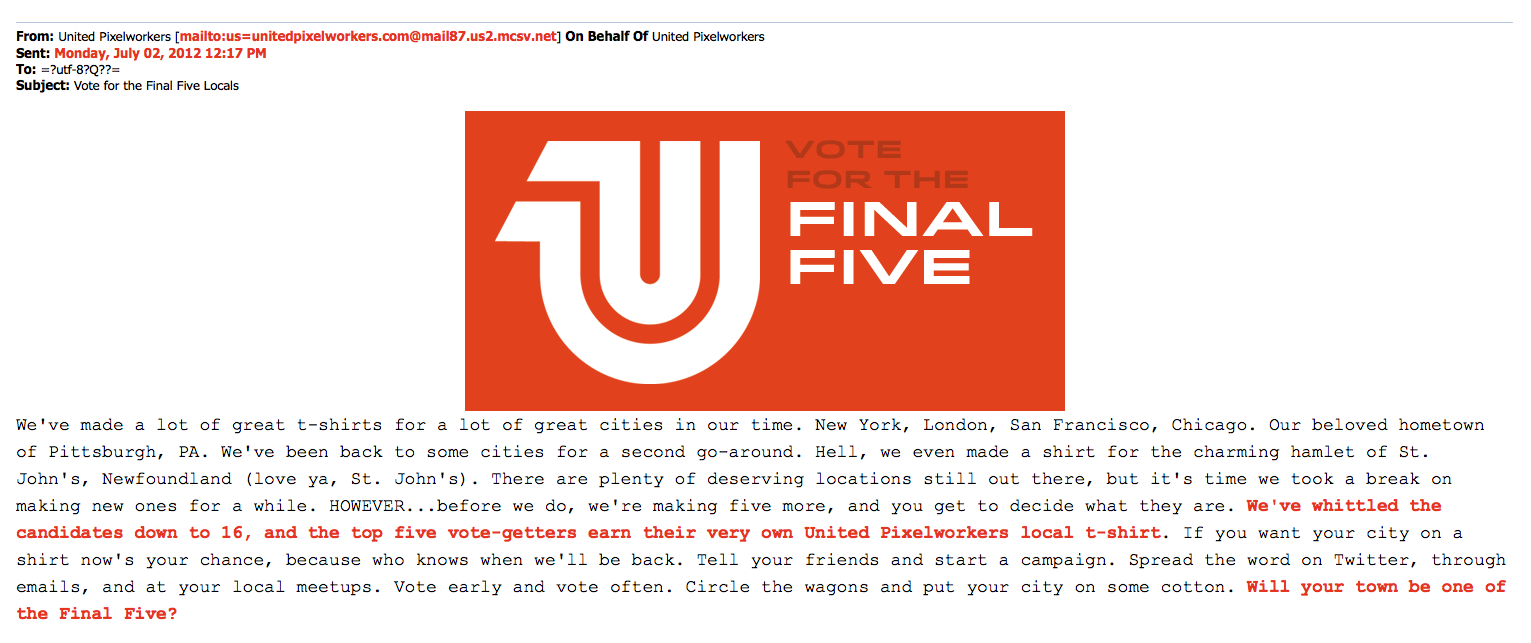 From: United Pixelworkers [mailto:us=unitedpixelworkers.com@mail87.us2.mcsv.net] On Behalf Of United Pixelworkers
Sent: Monday, July 02, 2012 12:17 PM
To: =?utf-8?Q??=
Subject: Vote for the Final Five Locals
VOTE
FOR THE
FINAL
FIVE
We've made a lot of great t-shirts for a lot of great cities in our time. New York, London, San Francisco, Chicago. Our beloved hometown
of Pittsburgh, PA. We've been back to some cities for a second go-around. Hell, we even made a shirt for the charming hamlet of St.
John's, Newfoundland (love ya, St. John's). There are plenty of deserving locations still out there, but it's time we took a break on
making new ones for a while. HOWEVER...before we do, we're making five more, and you get to decide what they are. We've whittled the
candidates down to 16, and the top five vote-getters earn their very own United Pixelworkers local t-shirt. If you want your city on a
shirt now's your chance, because who knows when we'll be back. Tell your friends and start a campaign. Spread the word on Twitter, through
emails, and at your local meetups. Vote early and vote often. Circle the wagons and put your city on some cotton. Will your town be one of
the Final Five?